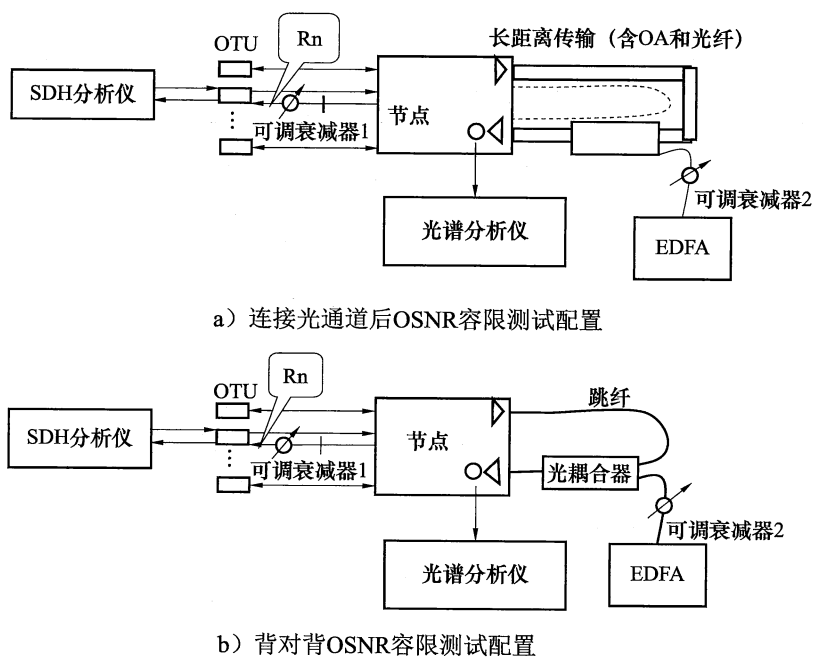 长距离传输（含OA和光纤）
OTU
Rn
SDH分析仪
节点
可调衰减器1
可调衰减器2
光谱分析仪
EDFA
a）连接光通道后OSNR容限测试配置
OTU
Rn
跳纤
SDH分析仪
节点
可调衰减器1
光耦合器
可调衰减器2
光谱分析仪
EDFA
b）背对背OSNR容限测试配置